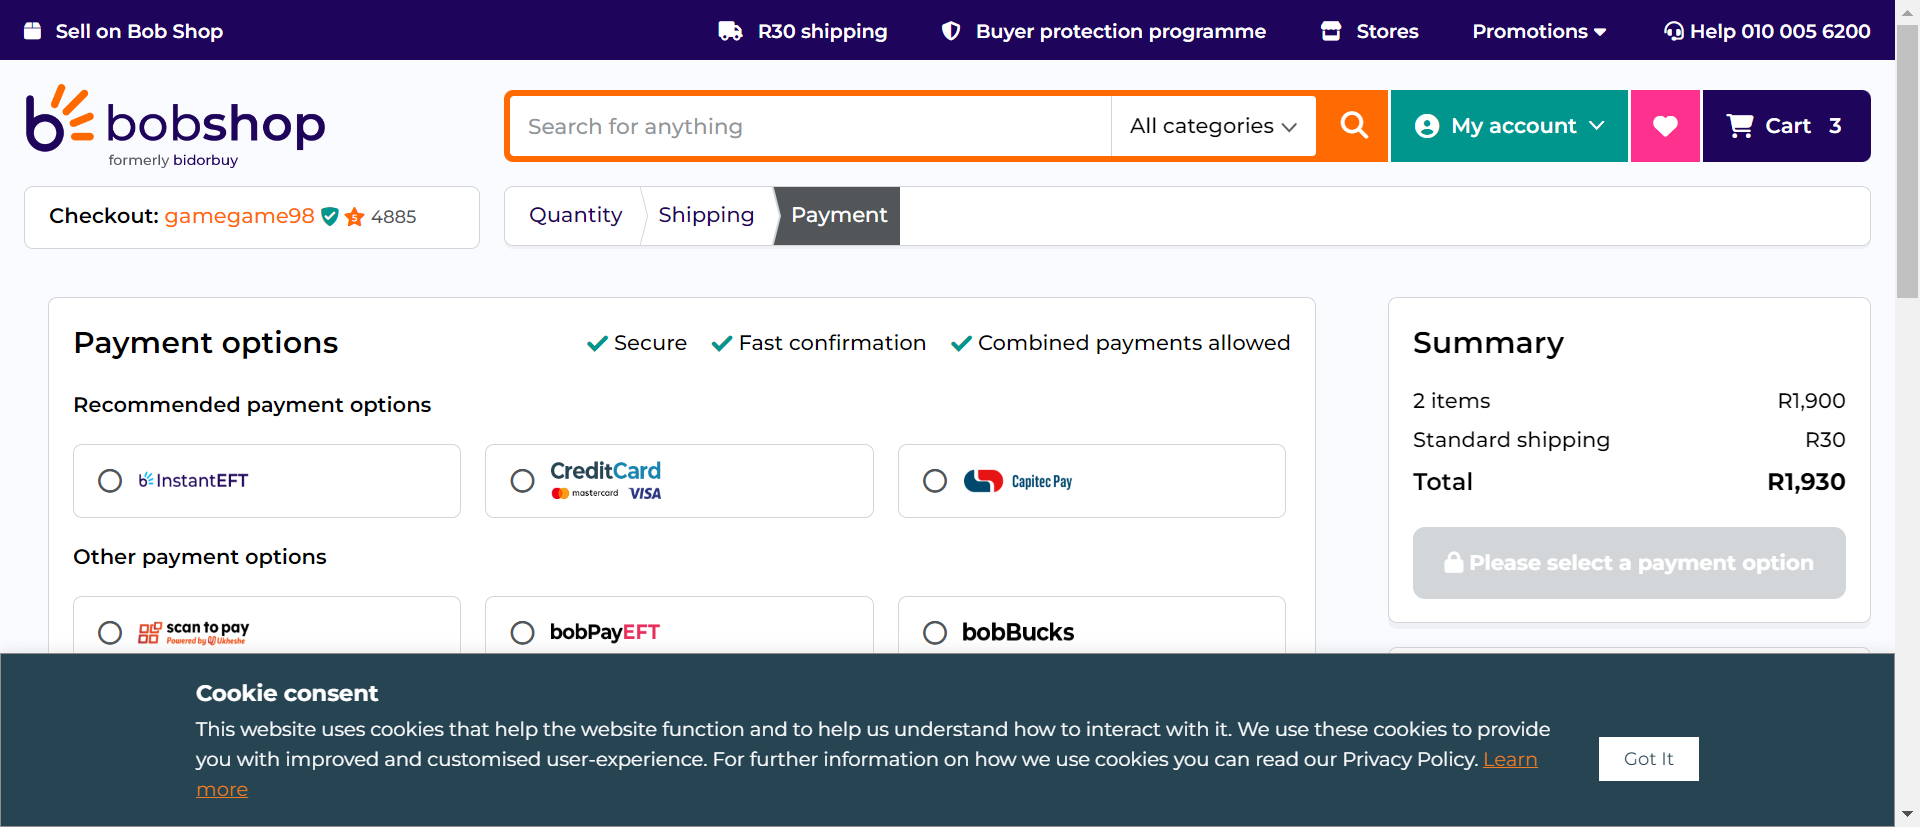 Sell on Bob Shop
R30 shipping
Buyer protection programme
Stores
Promotions
Help 010 005 6200
bobshop
formerly bidorbuy
Search for anything
All categories
My account
Cart 3
Checkout: gamegame98 5 4885
Quantity
Shipping
Payment
Payment options
Secure
Fast confirmation
Combined payments allowed
Recommended payment options
InstantEFT
CreditCard
mastercard VISA
Capitec Pay
Other payment options
scan to pay
Powered by Ukheshe
bobPayEFT
bobBucks
Summary
2 items R1,900
Standard shipping R30
Total R1,930
Please select a payment option
Cookie consent
This website uses cookies that help the website function and to help us understand how to interact with it. We use these cookies to provide
you with improved and customised user-experience. For further information on how we use cookies you can read our Privacy Policy. Learn
more
Got It